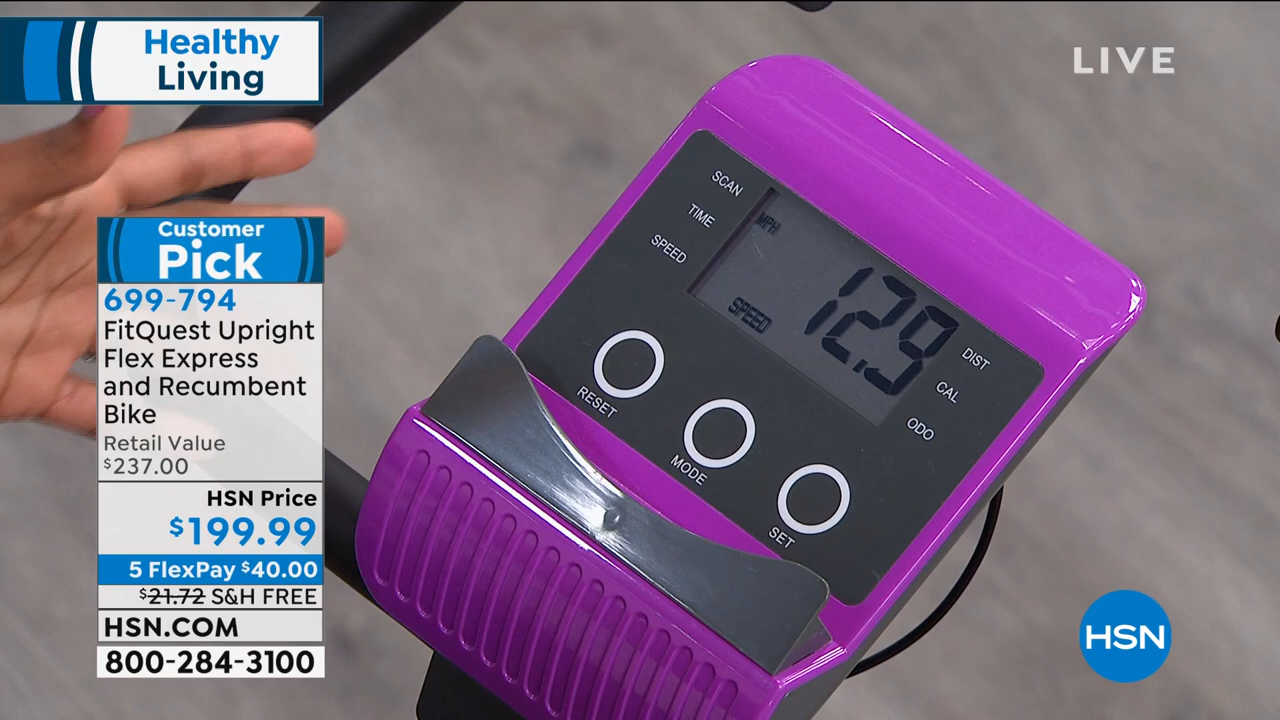 Healthy
Living
LIVE
Customer
Pick
699-794
FitQuest Upright
Flex Express
and Recumbent
Bike
Retail Value
$237.00
HSN Price
$199.99
5 FlexPay $40.00
$21.72 S&H FREE
HSN.COM
800-284-3100
SCAN
TIME
SPEED
MPH
SPEED
12.9
DIST
CAL
ODO
RESET
MODE
SET
HSN